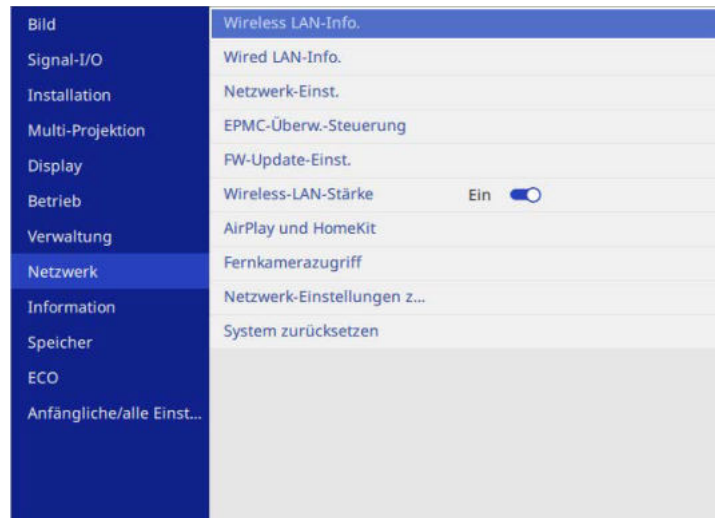 Bild
Signal-I/O
Installation
Multi-Projektion
Display
Betrieb
Verwaltung
Netzwerk
Information
Speicher
ECO
Anfängliche/alle Einst...
Wireless LAN-Info.
Wired LAN-Info.
Netzwerk-Einst.
EPMC-Überw.-Steuerung
FW-Update-Einst.
Wireless-LAN-Stärke Ein
AirPlay und HomeKit
Fernkamerazugriff
Netzwerk-Einstellungen z...
System zurücksetzen